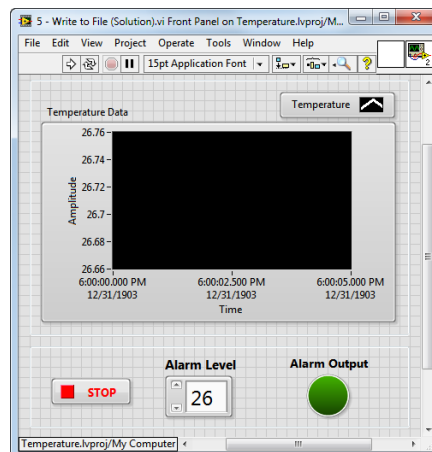 5 - Write to File (Solution).vi Front Panel on Temperature.lvproj/M...
File Edit View Project Operate Tools Window Help
15pt Application Font
2
Temperature
Temperature Data
26.76
26.74
26.72
26.7
26.68
26.66
Amplitude
6:00:00.000 PM 6:00:02.500 PM 6:00:05.000 PM
12/31/1903 12/31/1903 12/31/1903
Time
Alarm Level Alarm Output
STOP
26
Temperature.lvproj/My Computer